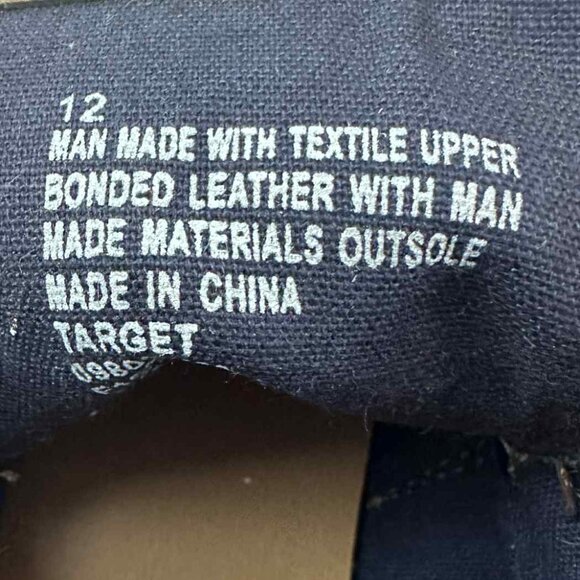 12
MAN MADE WITH TEXTILE UPPER
BONDED LEATHER WITH MAN
MADE MATERIALS OUTSOLE
MADE IN CHINA
TARGET